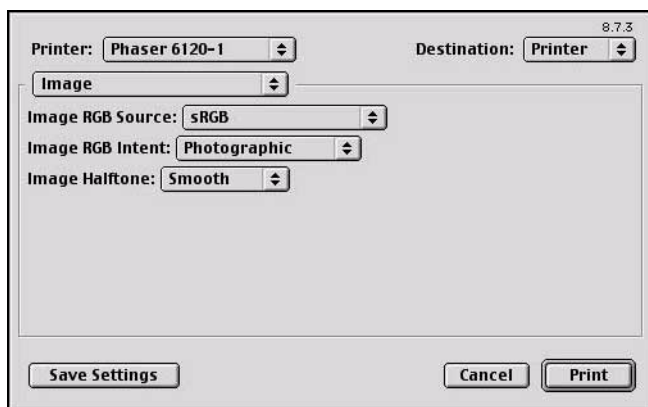 8.7.3
Printer: Phaser 6120-1 Destination: Printer
Image
Image RGB Source: sRGB
Image RGB Intent: Photographic
Image Halftone: Smooth
Save Settings Cancel Print